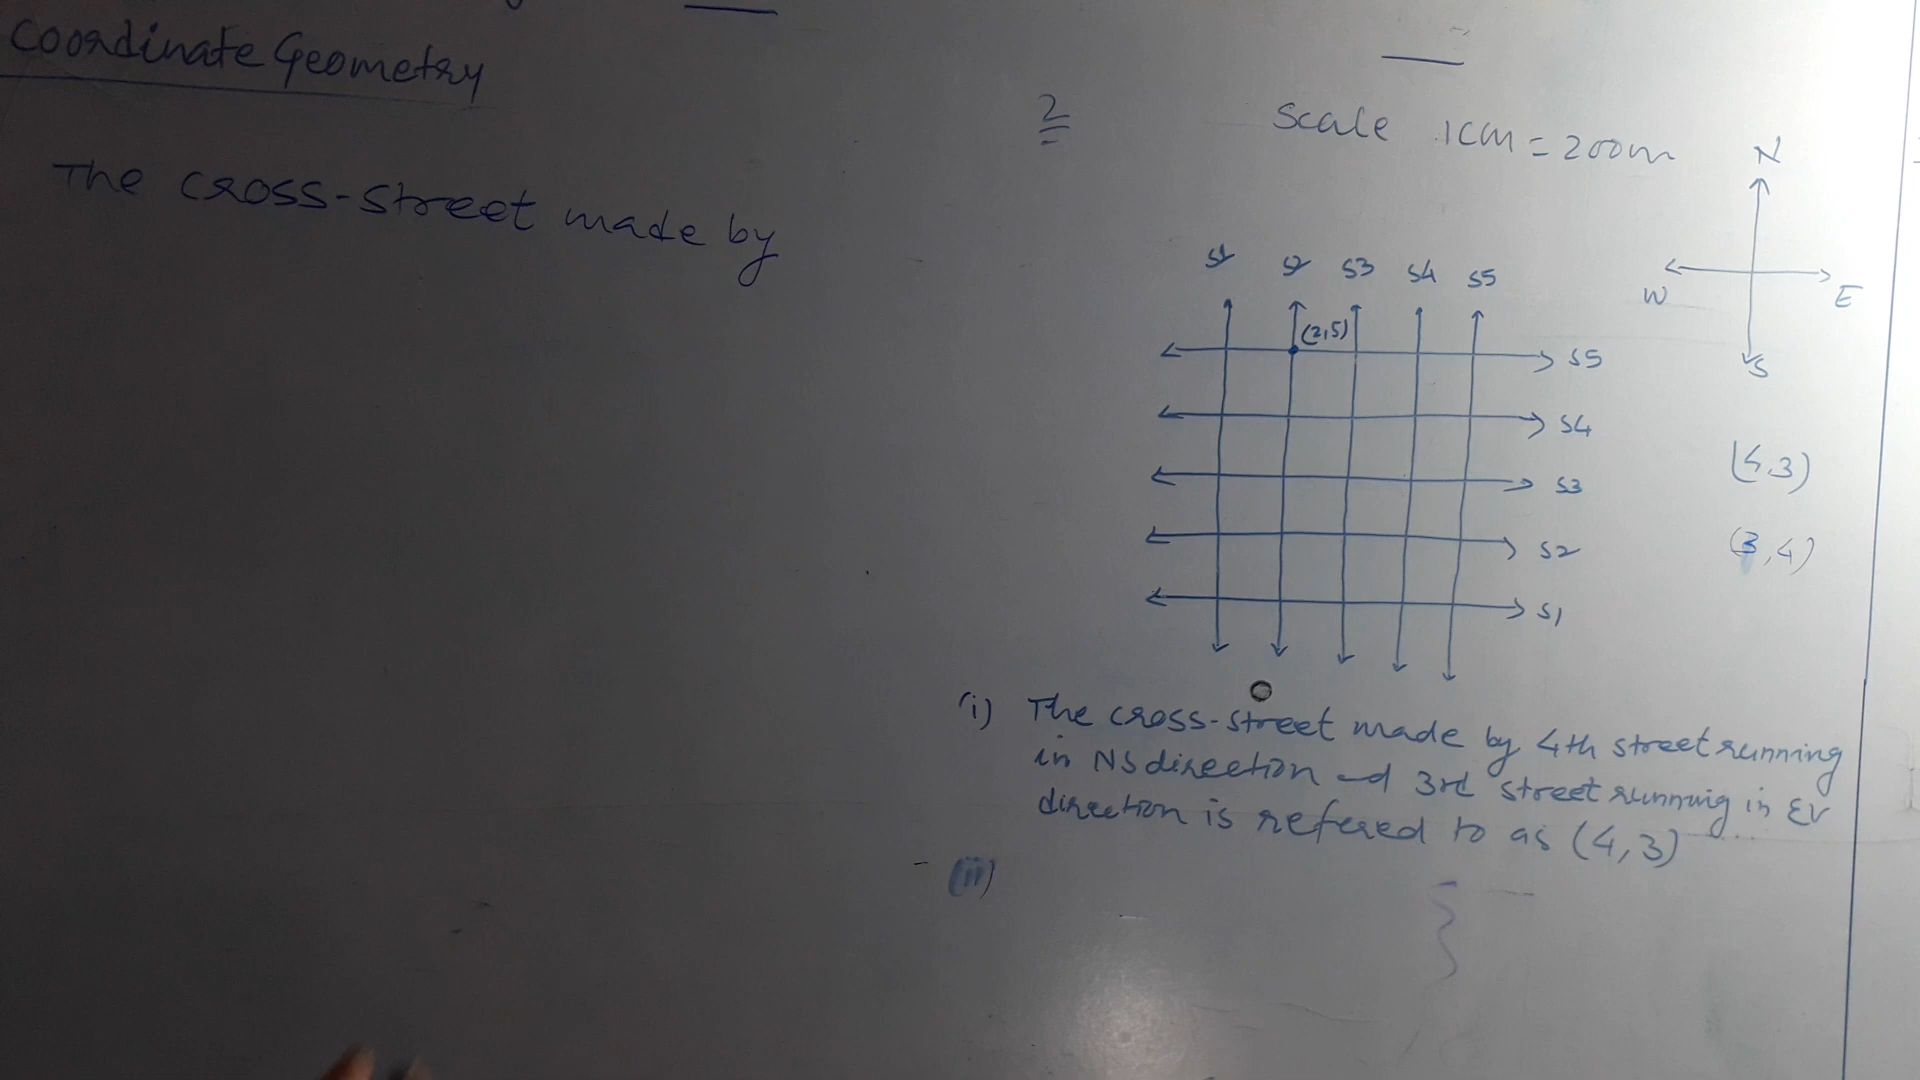 Coordinate Geometry
The cross-street made by
2
Scale 1cm = 200m
N
W
E
S
S1 S2 S3 S4 S5
(2,5)
S5
S4
S3
S2
S1
(4,3)
(3,4)
(i) The cross-street made by 4th street running
in NS direction and 3rd street running in EW
direction is refered to as (4,3)
(ii)